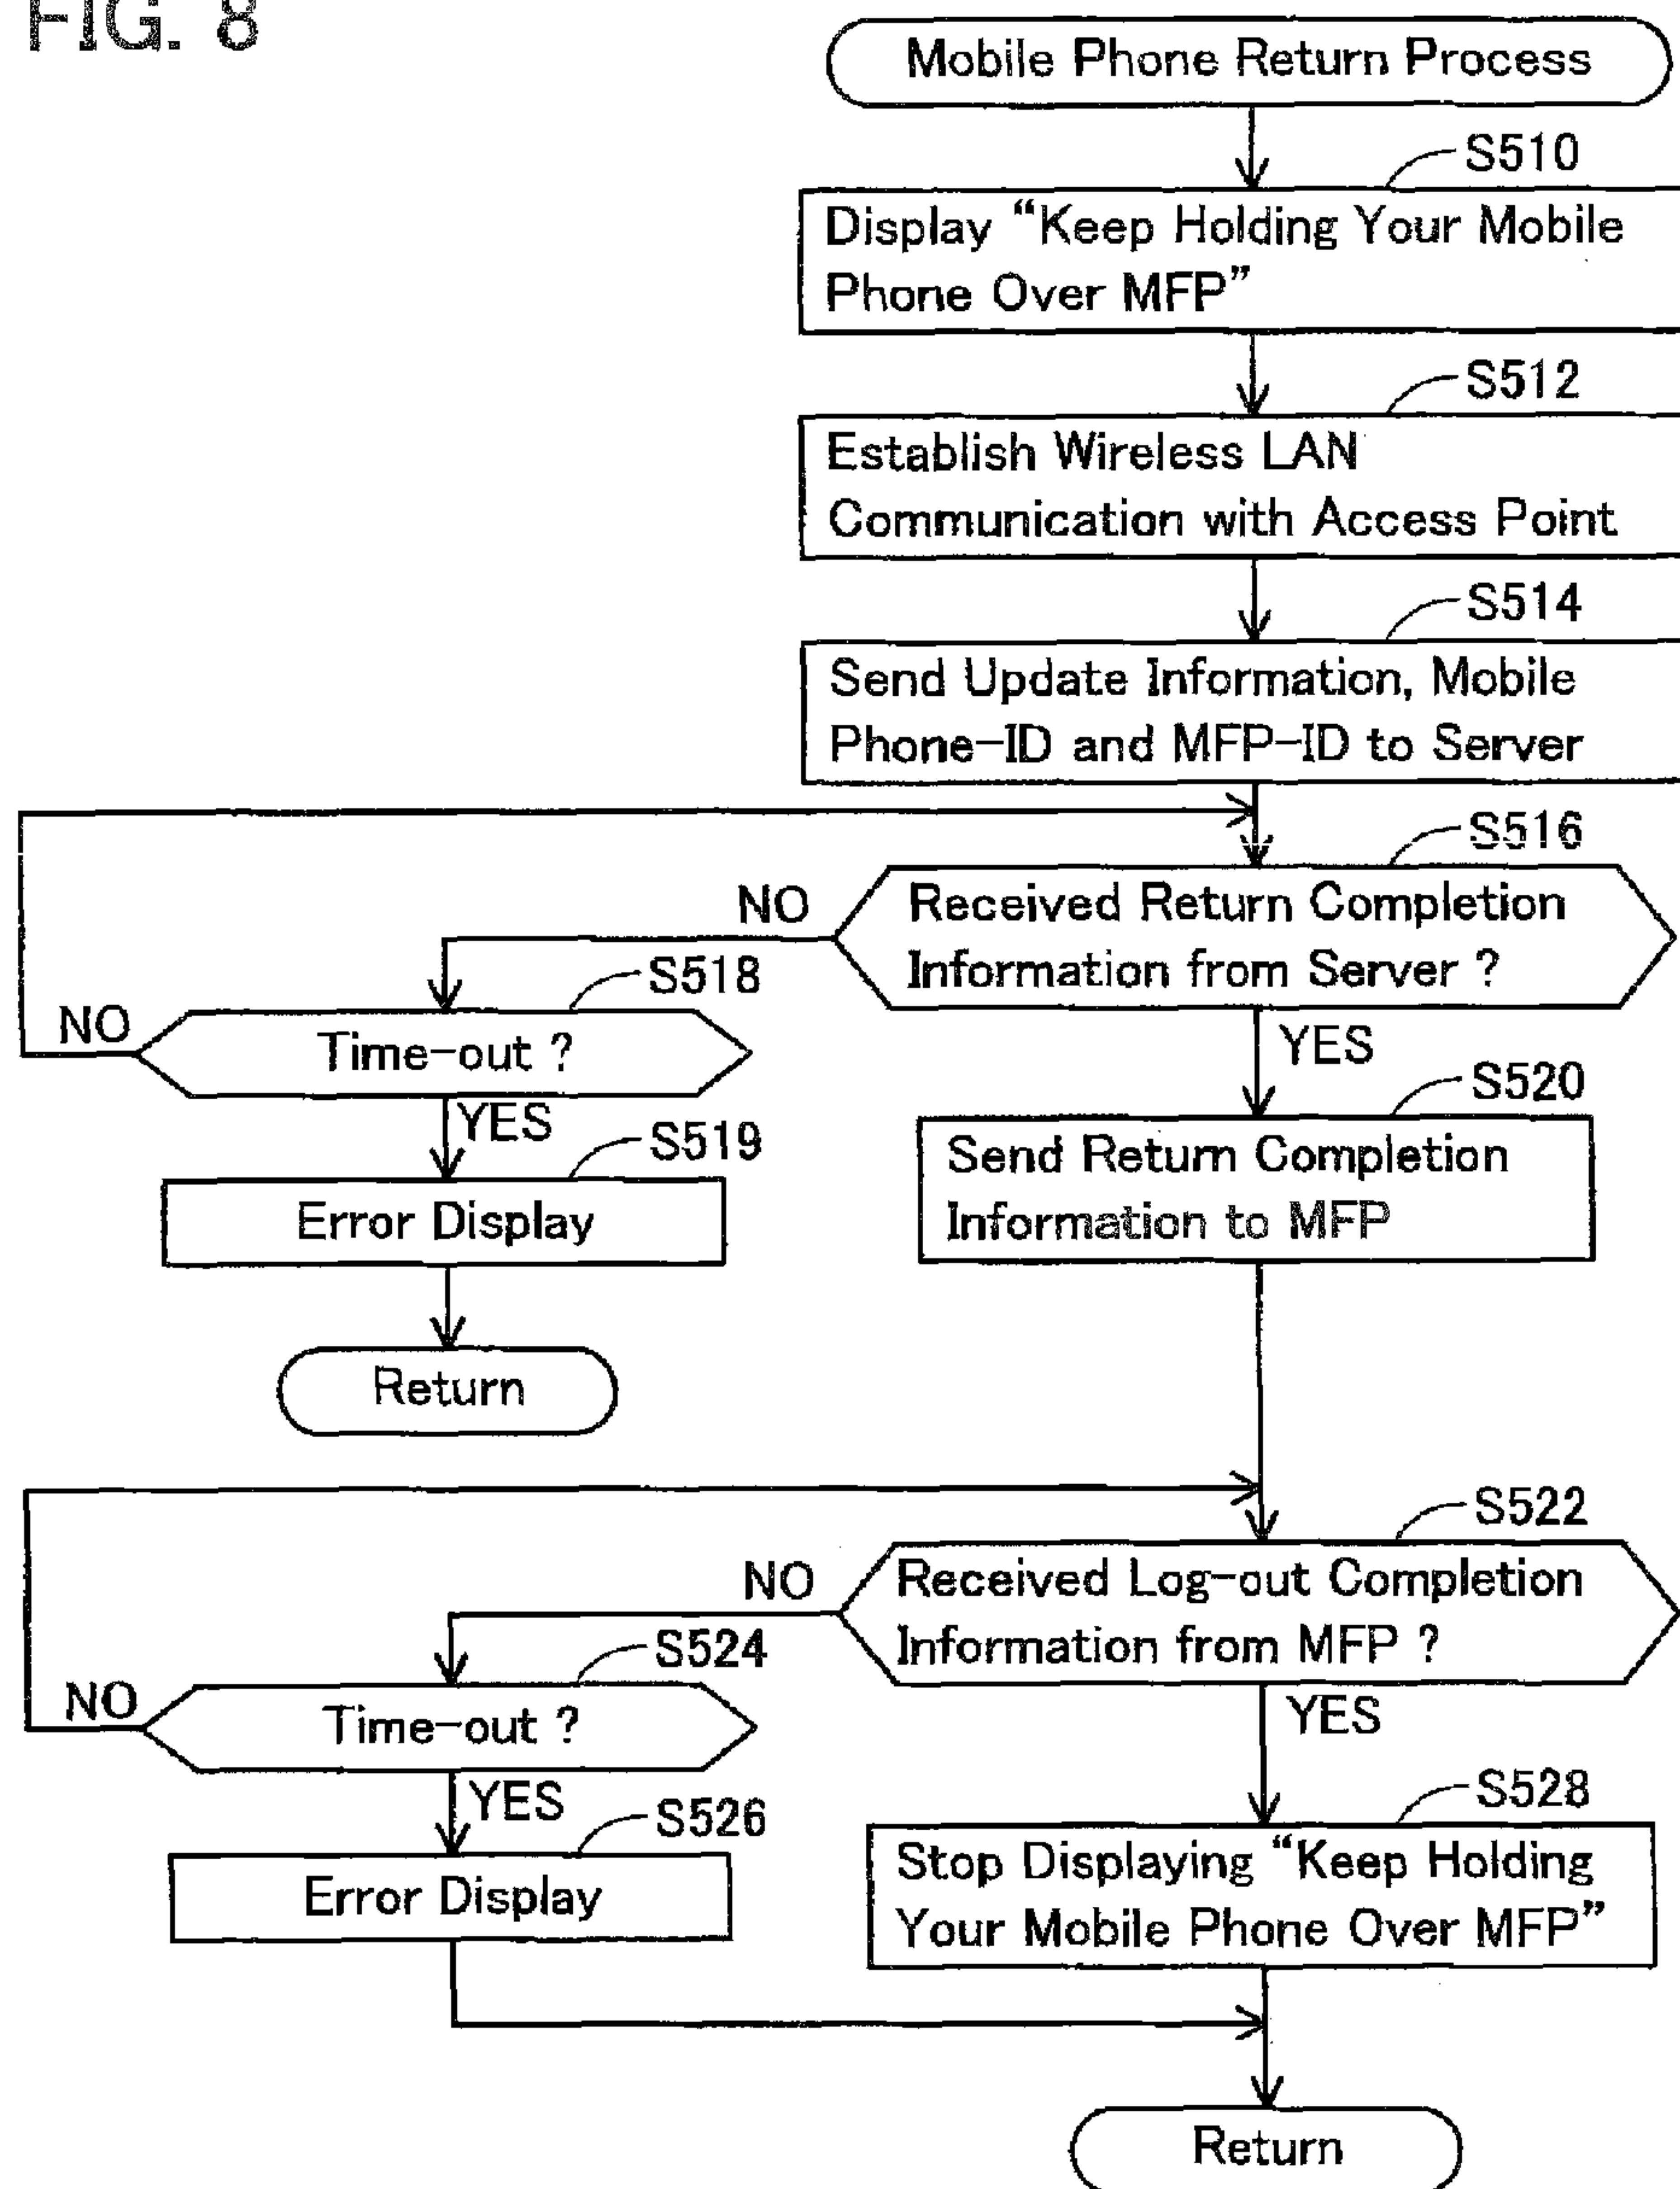 FIG. 8
Mobile Phone Return Process
S510
Display “Keep Holding Your Mobile
Phone Over MFP”
S512
Establish Wireless LAN
Communication with Access Point
S514
Send Update Information, Mobile
Phone-ID and MFP-ID to Server
S516
Received Return Completion
Information from Server ?
NO
YES
S518
Time-out ?
NO
YES
S519
Error Display
Return
S520
Send Return Completion
Information to MFP
S522
Received Log-out Completion
Information from MFP ?
NO
YES
S524
Time-out ?
NO
YES
S526
Error Display
S528
Stop Displaying “Keep Holding
Your Mobile Phone Over MFP”
Return